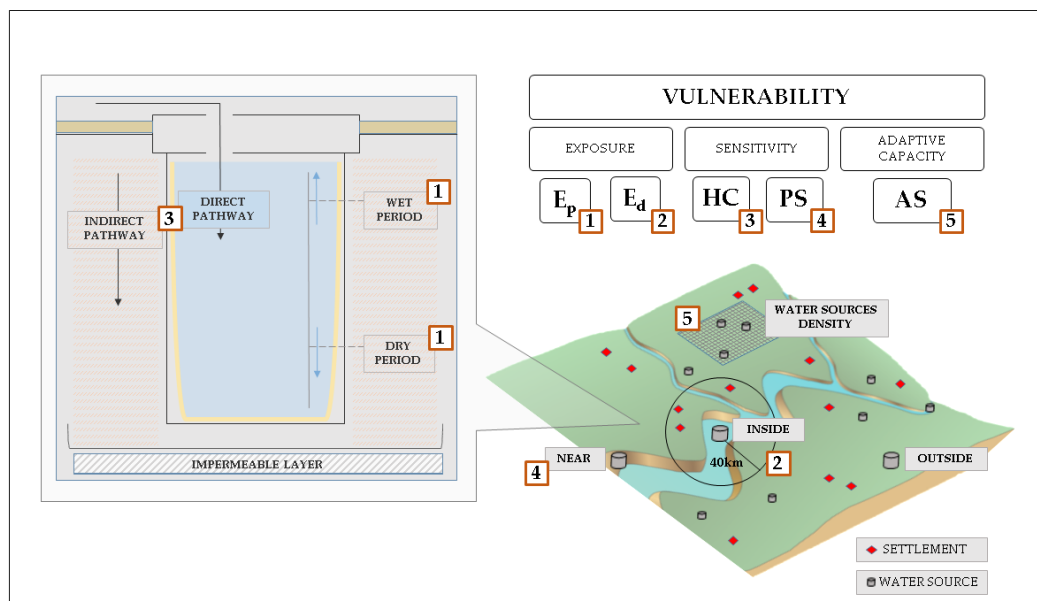 VULNERABILITY
EXPOSURE
SENSITIVITY
ADAPTIVE
CAPACITY
Ep
1
Ed
2
HC
3
PS
4
AS
5
DIRECT
PATHWAY
INDIRECT
PATHWAY
3
WET
PERIOD
1
DRY
PERIOD
1
IMPERMEABLE LAYER
5
WATER SOURCES
DENSITY
INSIDE
40km
2
4
NEAR
OUTSIDE
SETTLEMENT
WATER SOURCE